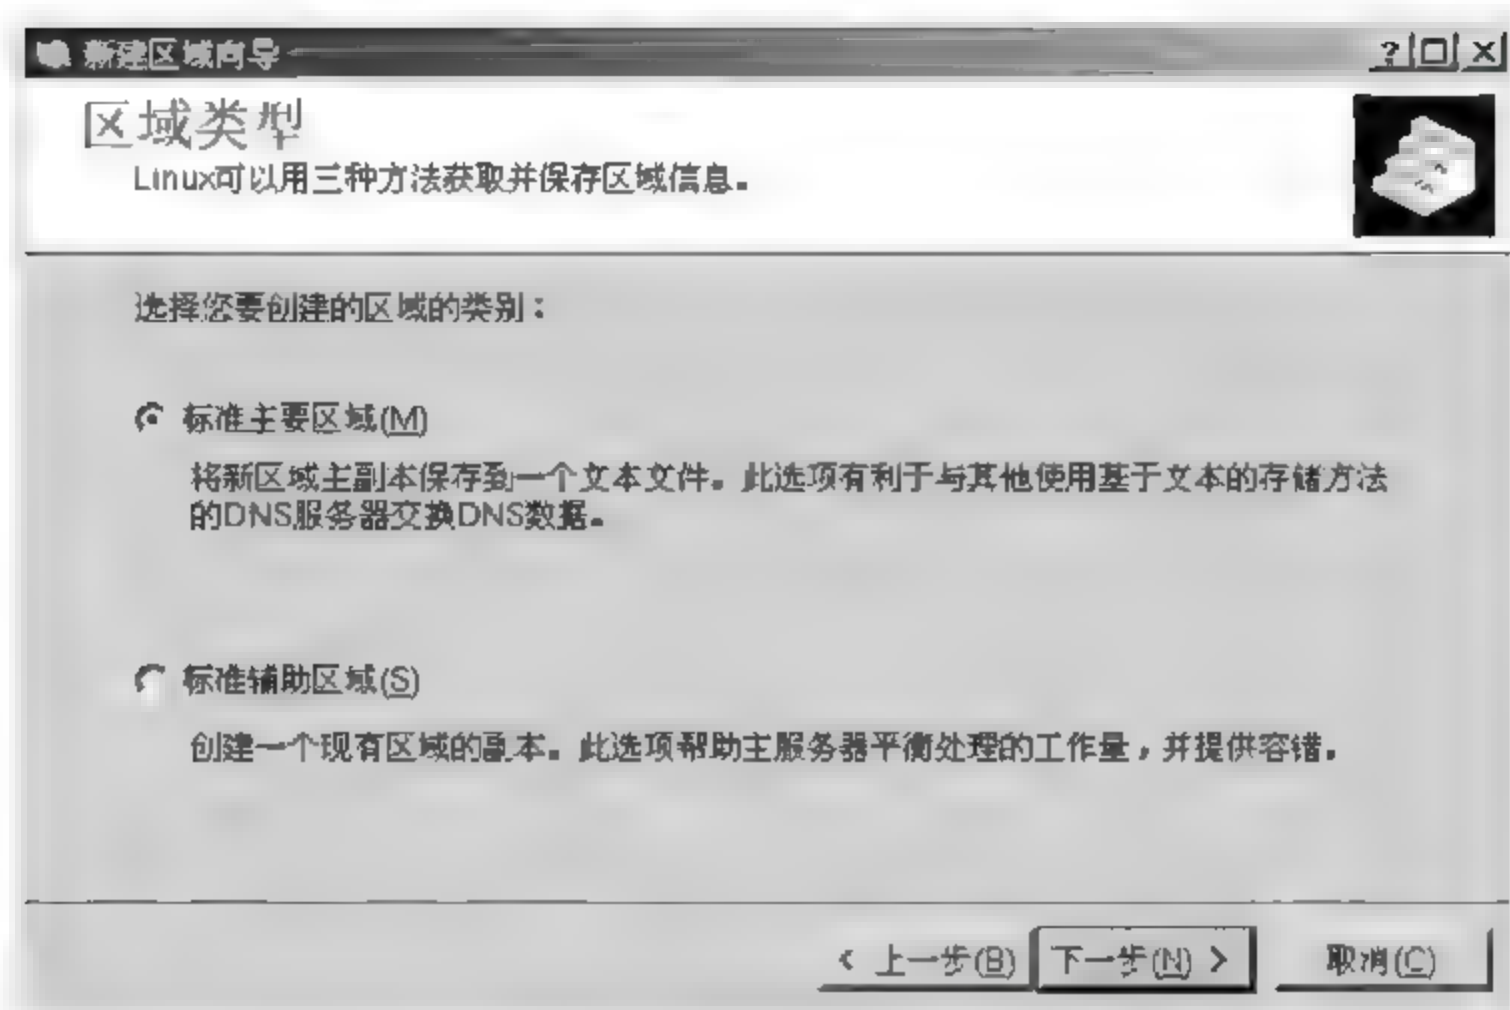 新建区域向导
区域类型
Linux可以用三种方法获取并保存区域信息。
选择您要创建的区域的类别：
标准主要区域(M)
将新区域主副本保存到一个文本文件。此选项有利于与其他使用基于文本的存储方法
的DNS服务器交换DNS数据。
标准辅助区域(S)
创建一个现有区域的副本。此选项帮助主服务器平衡处理的工作量，并提供容错。
< 上一步(B) 下一步(N) > 取消(C)